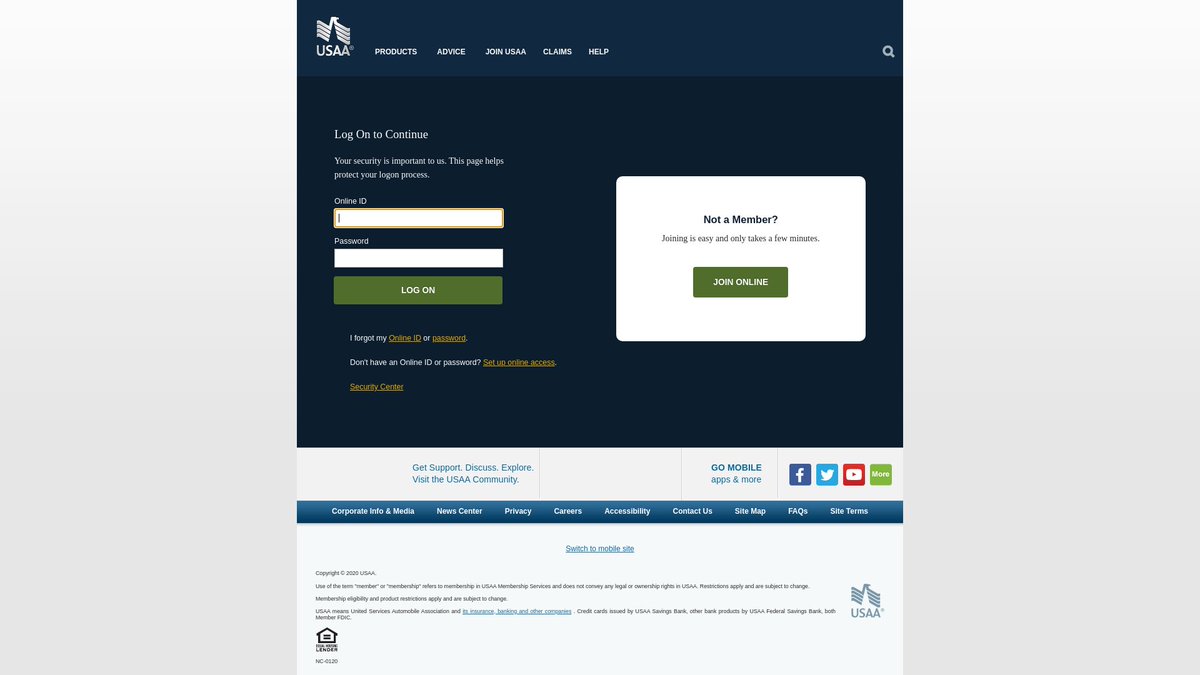 USAA®
PRODUCTS
ADVICE
JOIN USAA
CLAIMS
HELP
Log On to Continue
Your security is important to us. This page helps
protect your logon process.
Online ID
Password
LOG ON
I forgot my Online ID or password.
Don't have an Online ID or password? Set up online access.
Security Center
Not a Member?
Joining is easy and only takes a few minutes.
JOIN ONLINE
Get Support. Discuss. Explore.
Visit the USAA Community.
GO MOBILE
apps & more
More
Corporate Info & Media
News Center
Privacy
Careers
Accessibility
Contact Us
Site Map
FAQs
Site Terms
Switch to mobile site
Copyright © 2020 USAA.
Use of the term "member" or "membership" refers to membership in USAA Membership Services and does not convey any legal or ownership rights in USAA. Restrictions apply and are subject to change.
Membership eligibility and product restrictions apply and are subject to change.
USAA means United Services Automobile Association and its insurance, banking and other companies . Credit cards issued by USAA Savings Bank, other bank products by USAA Federal Savings Bank, both
Member FDIC.
USAA®
EQUAL HOUSING
LENDER
NC-0120